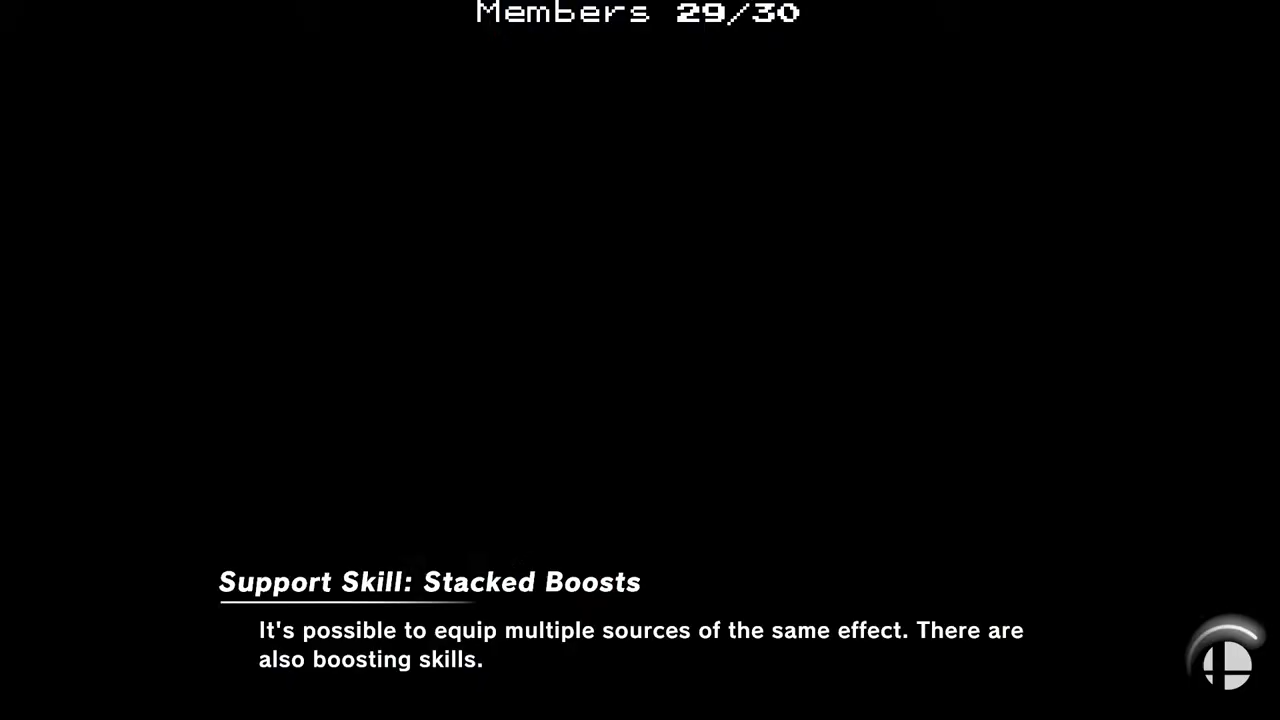 Members 29/30
Support Skill: Stacked Boosts
It's possible to equip multiple sources of the same effect. There are
also boosting skills.